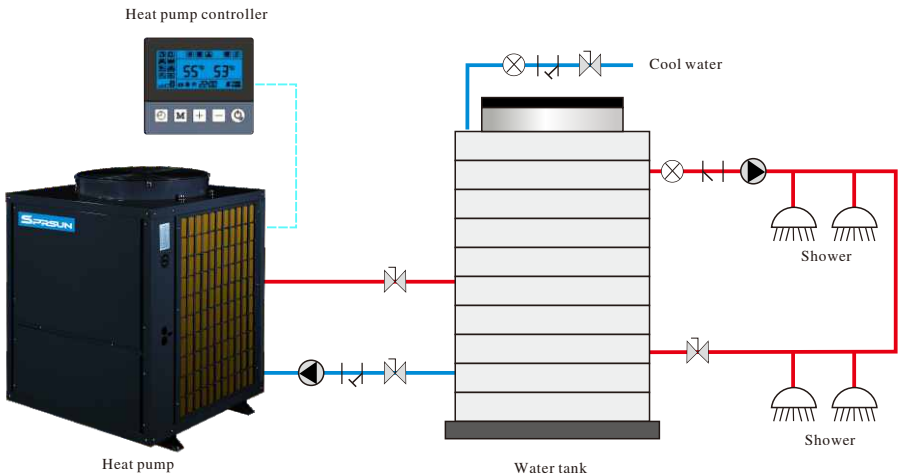 Heat pump controller
55℃ 53℃
M
Cool water
SPRSUN
Shower
Shower
Heat pump
Water tank